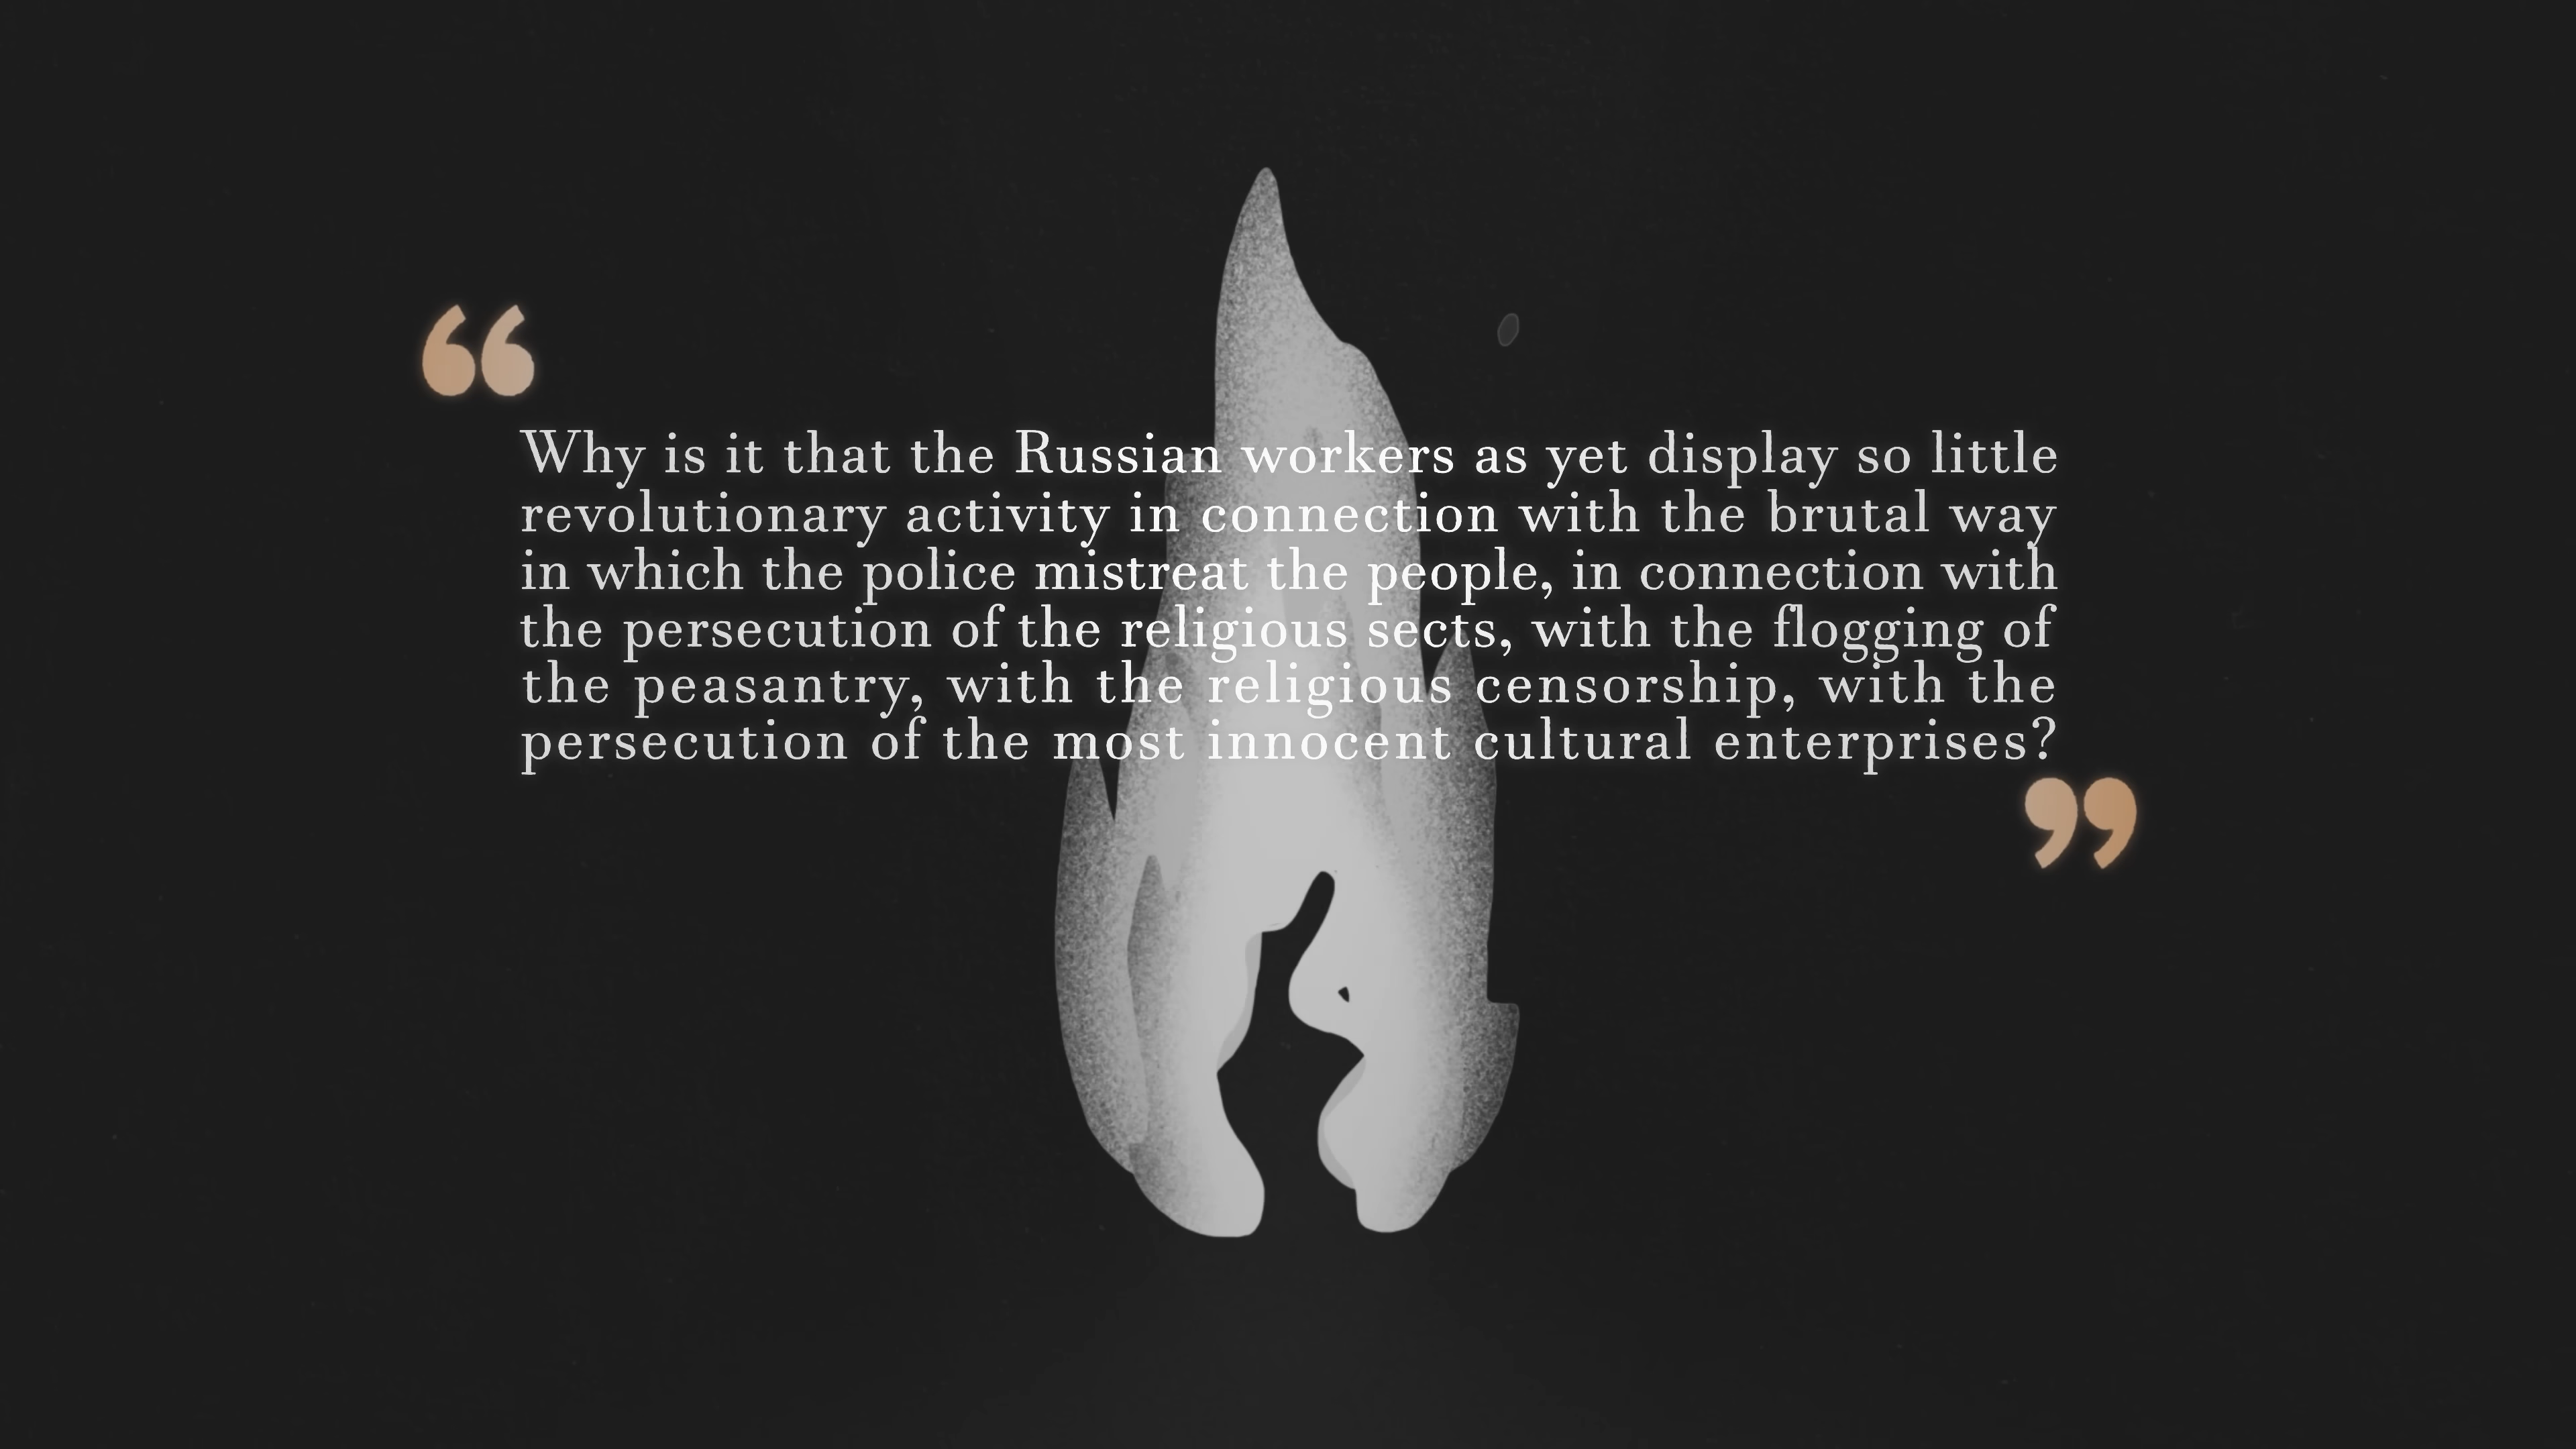 “
Why is it that the Russian workers as yet display so little
revolutionary activity in connection with the brutal way
in which the police mistreat the people, in connection with
the persecution of the religious sects, with the flogging of
the peasantry, with the religious censorship, with the
persecution of the most innocent cultural enterprises?
”